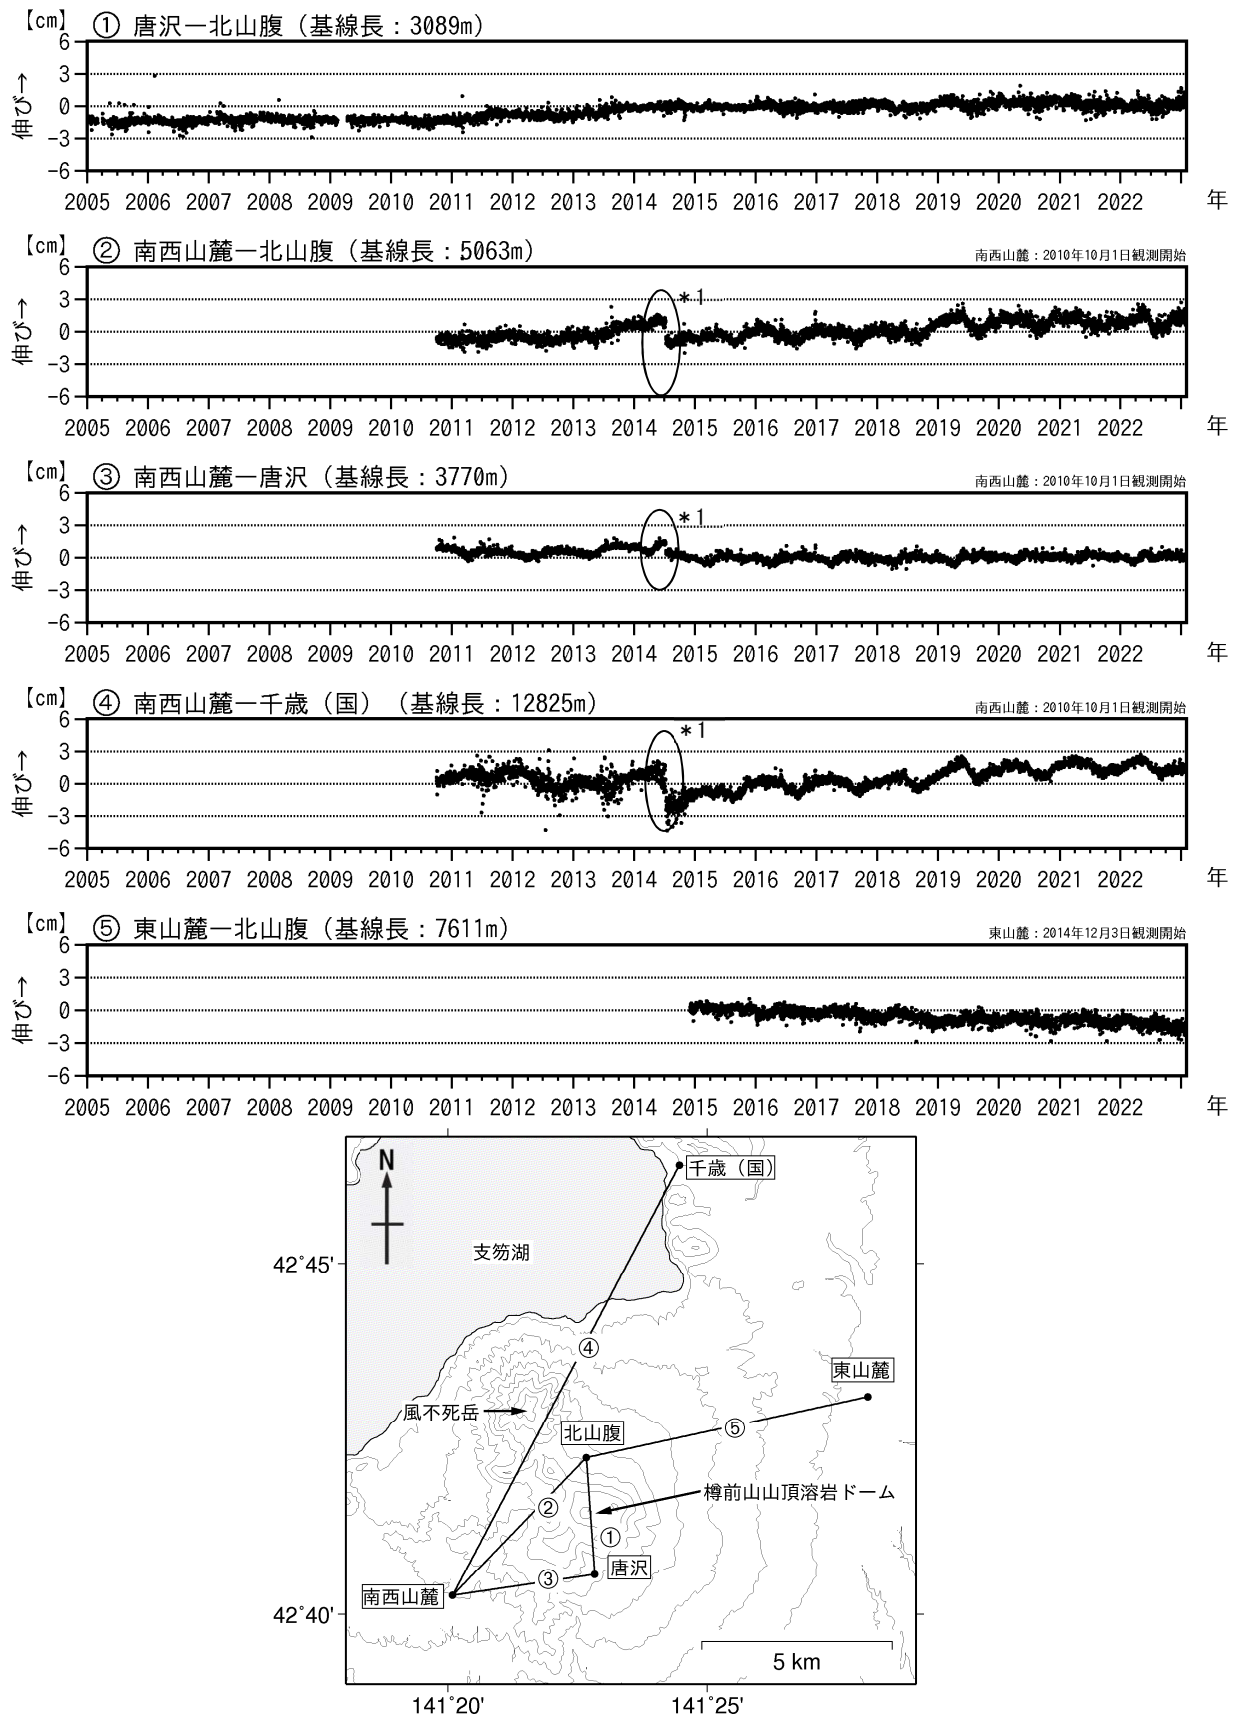 【cm】 ① 唐沢－北山腹（基線長：3089m）
6
3
0
-3
-6
伸び→
2005 2006 2007 2008 2009 2010 2011 2012 2013 2014 2015 2016 2017 2018 2019 2020 2021 2022 年
【cm】 ② 南西山麓－北山腹（基線長：5063m） 南西山麓：2010年10月1日観測開始
6
3
0
-3
-6
伸び→
＊1
2005 2006 2007 2008 2009 2010 2011 2012 2013 2014 2015 2016 2017 2018 2019 2020 2021 2022 年
【cm】 ③ 南西山麓－唐沢（基線長：3770m） 南西山麓：2010年10月1日観測開始
6
3
0
-3
-6
伸び→
＊1
2005 2006 2007 2008 2009 2010 2011 2012 2013 2014 2015 2016 2017 2018 2019 2020 2021 2022 年
【cm】 ④ 南西山麓－千歳（国）（基線長：12825m） 南西山麓：2010年10月1日観測開始
6
3
0
-3
-6
伸び→
＊1
2005 2006 2007 2008 2009 2010 2011 2012 2013 2014 2015 2016 2017 2018 2019 2020 2021 2022 年
【cm】 ⑤ 東山麓－北山腹（基線長：7611m） 東山麓：2014年12月3日観測開始
6
3
0
-3
-6
伸び→
2005 2006 2007 2008 2009 2010 2011 2012 2013 2014 2015 2016 2017 2018 2019 2020 2021 2022 年
N
千歳（国）
支笏湖
42°45'
④
東山麓
風不死岳
北山腹
⑤
樽前山山頂溶岩ドーム
②
①
唐沢
③
南西山麓
42°40'
5 km
141°20' 141°25'